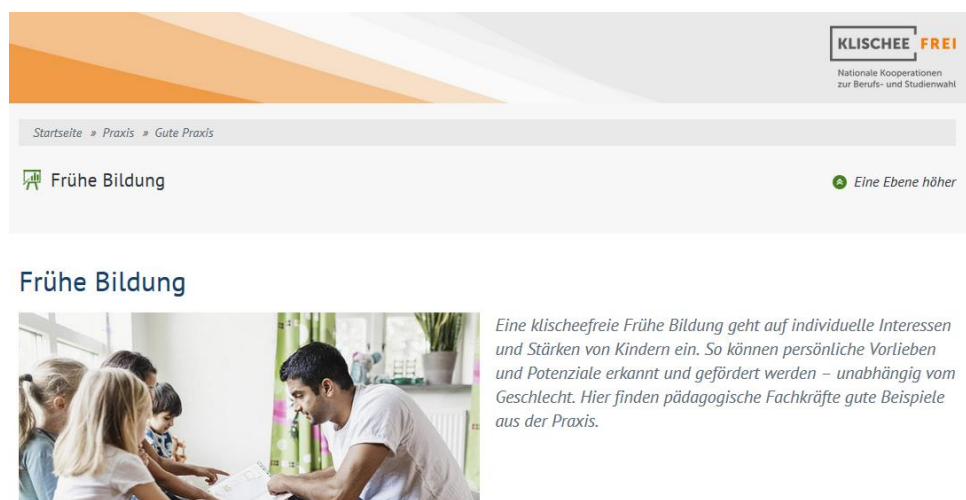 KLISCHEE FREI
Nationale Kooperationen
zur Berufs- und Studienwahl
Startseite » Praxis » Gute Praxis
Frühe Bildung
Eine Ebene höher
Frühe Bildung
Eine klischeefreie Frühe Bildung geht auf individuelle Interessen
und Stärken von Kindern ein. So können persönliche Vorlieben
und Potenziale erkannt und gefördert werden – unabhängig vom
Geschlecht. Hier finden pädagogische Fachkräfte gute Beispiele
aus der Praxis.